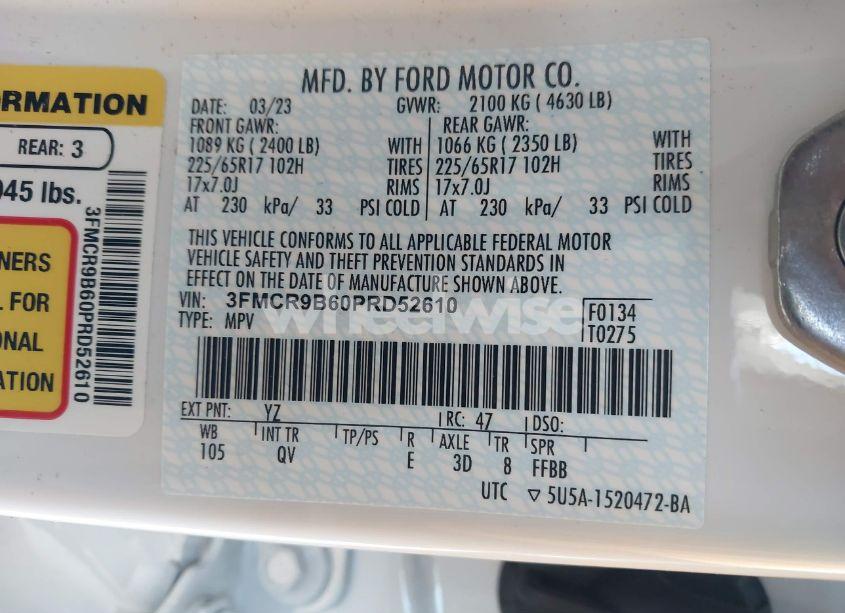 ORMATION
REAR: 3
045 lbs.
NERS
L FOR
ONAL
ATION
3FMCR9B60PRD52610
MFD. BY FORD MOTOR CO.
DATE: 03/23 GVWR: 2100 KG ( 4630 LB)
FRONT GAWR: REAR GAWR:
1089 KG ( 2400 LB) WITH 1066 KG ( 2350 LB) WITH
225/65R17 102H TIRES 225/65R17 102H TIRES
17x7.0J RIMS 17x7.0J RIMS
AT 230 kPa/ 33 PSI COLD AT 230 kPa/ 33 PSI COLD
THIS VEHICLE CONFORMS TO ALL APPLICABLE FEDERAL MOTOR
VEHICLE SAFETY AND THEFT PREVENTION STANDARDS IN
EFFECT ON THE DATE OF MANUFACTURE SHOWN ABOVE.
VIN: 3FMCR9B60PRD52610 F0134
TYPE: MPV T0275
wheelwise
EXT PNT: YZ RC: 47 DSO:
WB INT TR TP/PS R AXLE TR SPR
105 QV E 3D 8 FFBB
UTC ▽ 5U5A-1520472-BA